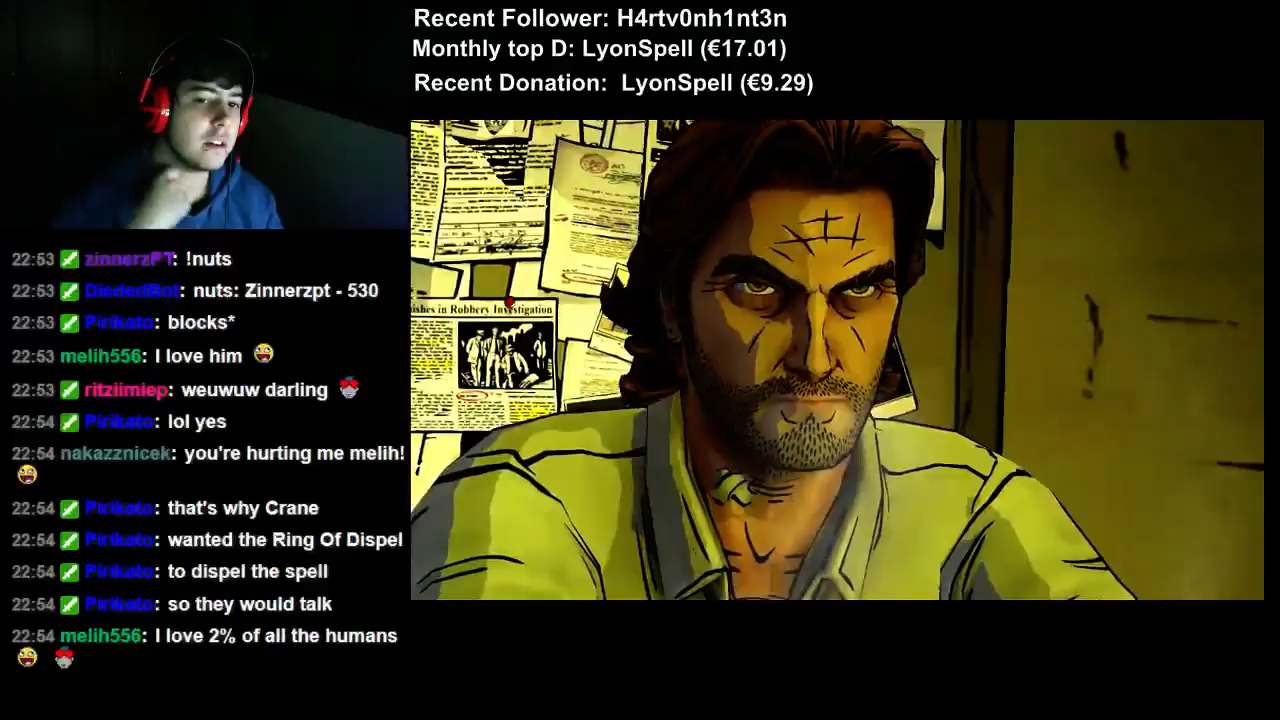 Recent Follower: H4rtv0nh1nt3n
Monthly top D: LyonSpell (€17.01)
Recent Donation: LyonSpell (€9.29)
22:53 zinnerzPT: !nuts
22:53 DiededBot: nuts: Zinnerzpt - 530
22:53 Pirikato: blocks*
22:53 melih556: I love him
22:53 ritziimiep: weuwuw darling
22:54 Pirikato: lol yes
22:54 nakazznicek: you're hurting me melih!
22:54 Pirikato: that's why Crane
22:54 Pirikato: wanted the Ring Of Dispel
22:54 Pirikato: to dispel the spell
22:54 Pirikato: so they would talk
22:54 melih556: I love 2% of all the humans
in Robbery Investigation